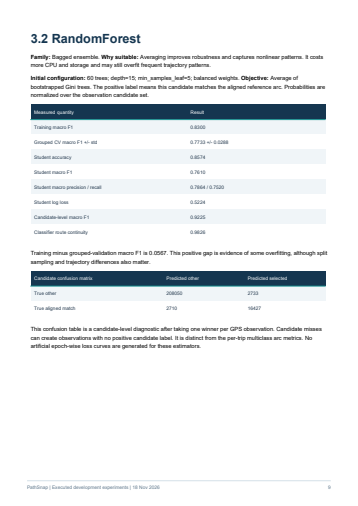 3.2 RandomForest
Family: Bagged ensemble. Why suitable: Averaging improves robustness and captures nonlinear patterns. It costs
more CPU and storage and may still overfit frequent trajectory patterns.
Initial configuration: 60 trees; depth=15; min_samples_leaf=5; balanced weights. Objective: Average of
bootstrapped Gini trees. The positive label means this candidate matches the aligned reference arc. Probabilities are
normalized over the observation candidate set.
Measured quantity Result
Training macro F1 0.8300
Grouped CV macro F1 +/- std 0.7733 +/- 0.0288
Student accuracy 0.8574
Student macro F1 0.7610
Student macro precision / recall 0.7864 / 0.7520
Student log loss 0.5224
Candidate-level macro F1 0.9225
Classifier route continuity
Training minus grouped-validation macro F1 is 0.0567. This positive gap is evidence of some overfitting, although split
sampling and trajectory differences also matter.
Candidate confusion matrix Predicted other Predicted selected
True other 2733
True aligned match 2710 18427
This confusion table is a candidate-level diagnostic after taking one winner per GPS observation. Candidate misses
can create observations with no positive candidate label. It is distinct from the per-trip multiclass arc metrics. No
artificial epoch-wise loss curves are generated for these estimators.
PathSnap | Executed development experiments | 18 Nov 2026 9